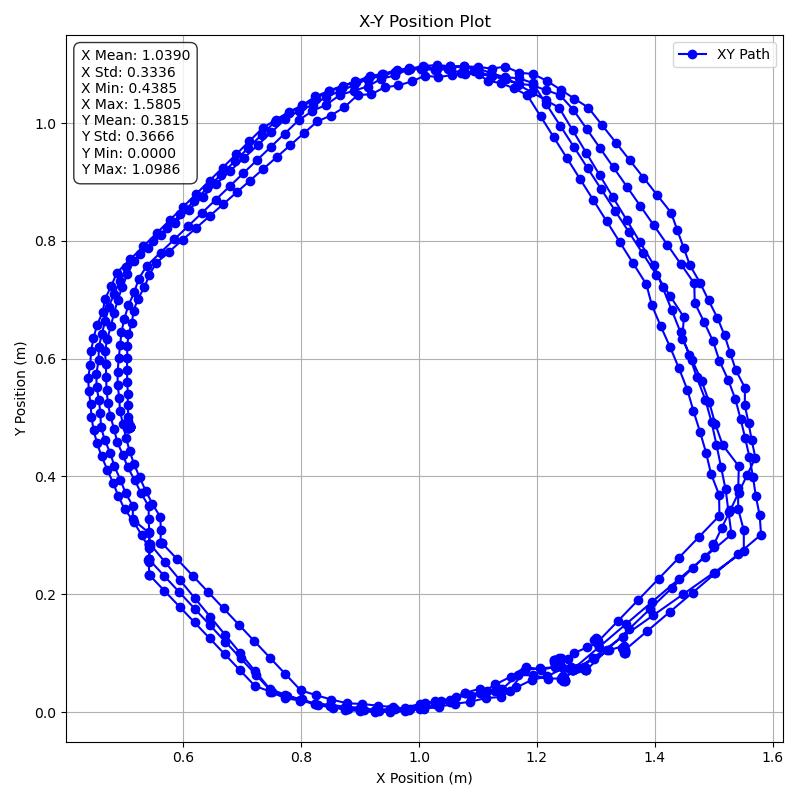 X-Y Position Plot
X Mean: 1.0390
X Std: 0.3336
X Min: 0.4385
X Max: 1.5805
Y Mean: 0.3815
Y Std: 0.3666
Y Min: 0.0000
Y Max: 1.0986
XY Path
1.0
0.8
0.6
0.4
0.2
0.0
Y Position (m)
0.6 0.8 1.0 1.2 1.4 1.6
X Position (m)